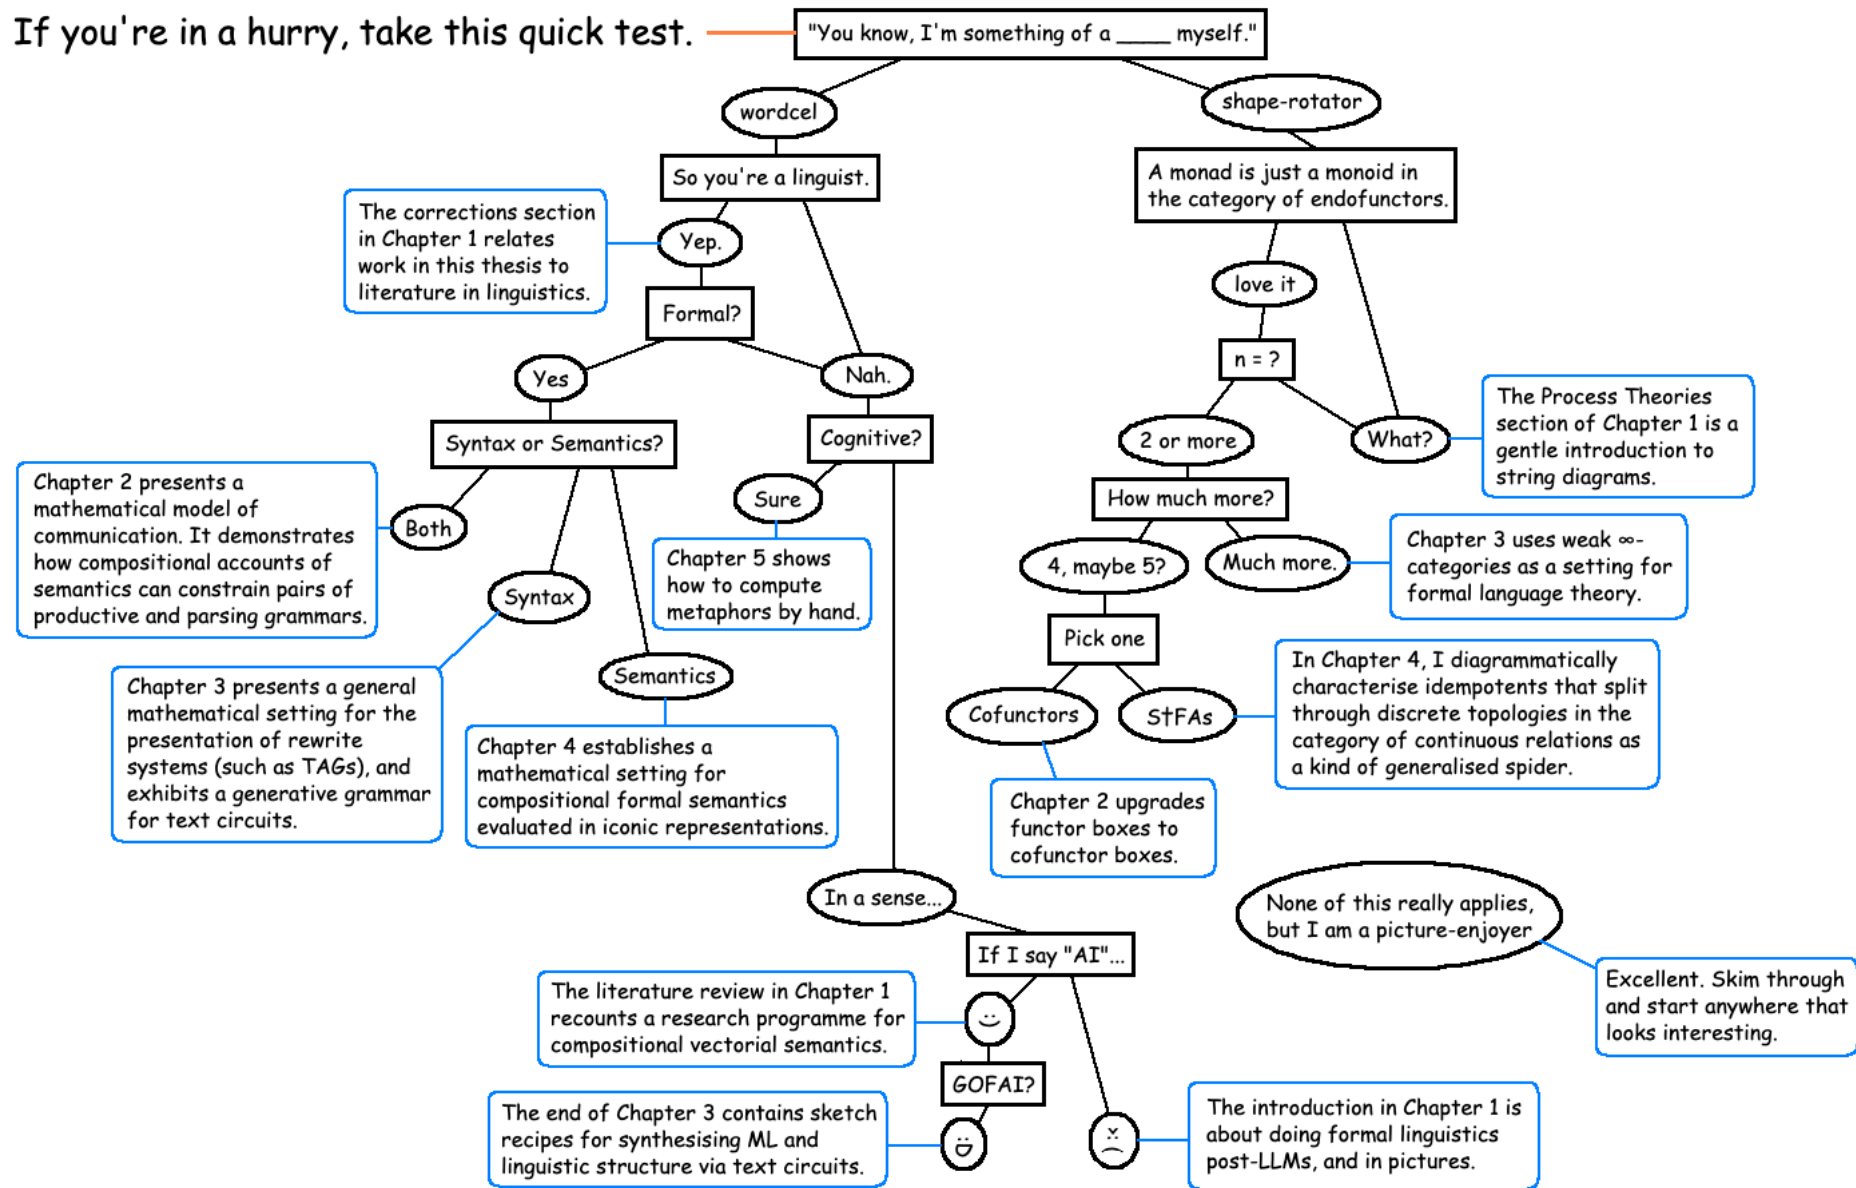 If you're in a hurry, take this quick test.
"You know, I'm something of a ____ myself."
wordcel
shape-rotator
So you're a linguist.
A monad is just a monoid in
the category of endofunctors.
The corrections section
in Chapter 1 relates
work in this thesis to
literature in linguistics.
Yep.
Formal?
love it
n = ?
Yes
Nah.
Syntax or Semantics?
Cognitive?
2 or more
What?
The Process Theories
section of Chapter 1 is a
gentle introduction to
string diagrams.
Chapter 2 presents a
mathematical model of
communication. It demonstrates
how compositional accounts of
semantics can constrain pairs of
productive and parsing grammars.
Both
Sure
How much more?
Chapter 5 shows
how to compute
metaphors by hand.
4, maybe 5?
Much more.
Chapter 3 uses weak ∞-
categories as a setting for
formal language theory.
Syntax
Pick one
Chapter 3 presents a general
mathematical setting for the
presentation of rewrite
systems (such as TAGs), and
exhibits a generative grammar
for text circuits.
Semantics
Chapter 4 establishes a
mathematical setting for
compositional formal semantics
evaluated in iconic representations.
Cofunctors
S†FAs
In Chapter 4, I diagrammatically
characterise idempotents that split
through discrete topologies in the
category of continuous relations as
a kind of generalised spider.
Chapter 2 upgrades
functor boxes to
cofunctor boxes.
In a sense...
None of this really applies,
but I am a picture-enjoyer
If I say "AI"...
Excellent. Skim through
and start anywhere that
looks interesting.
The literature review in Chapter 1
recounts a research programme for
compositional vectorial semantics.
GOFAI?
The end of Chapter 3 contains sketch
recipes for synthesising ML and
linguistic structure via text circuits.
The introduction in Chapter 1 is
about doing formal linguistics
post-LLMs, and in pictures.